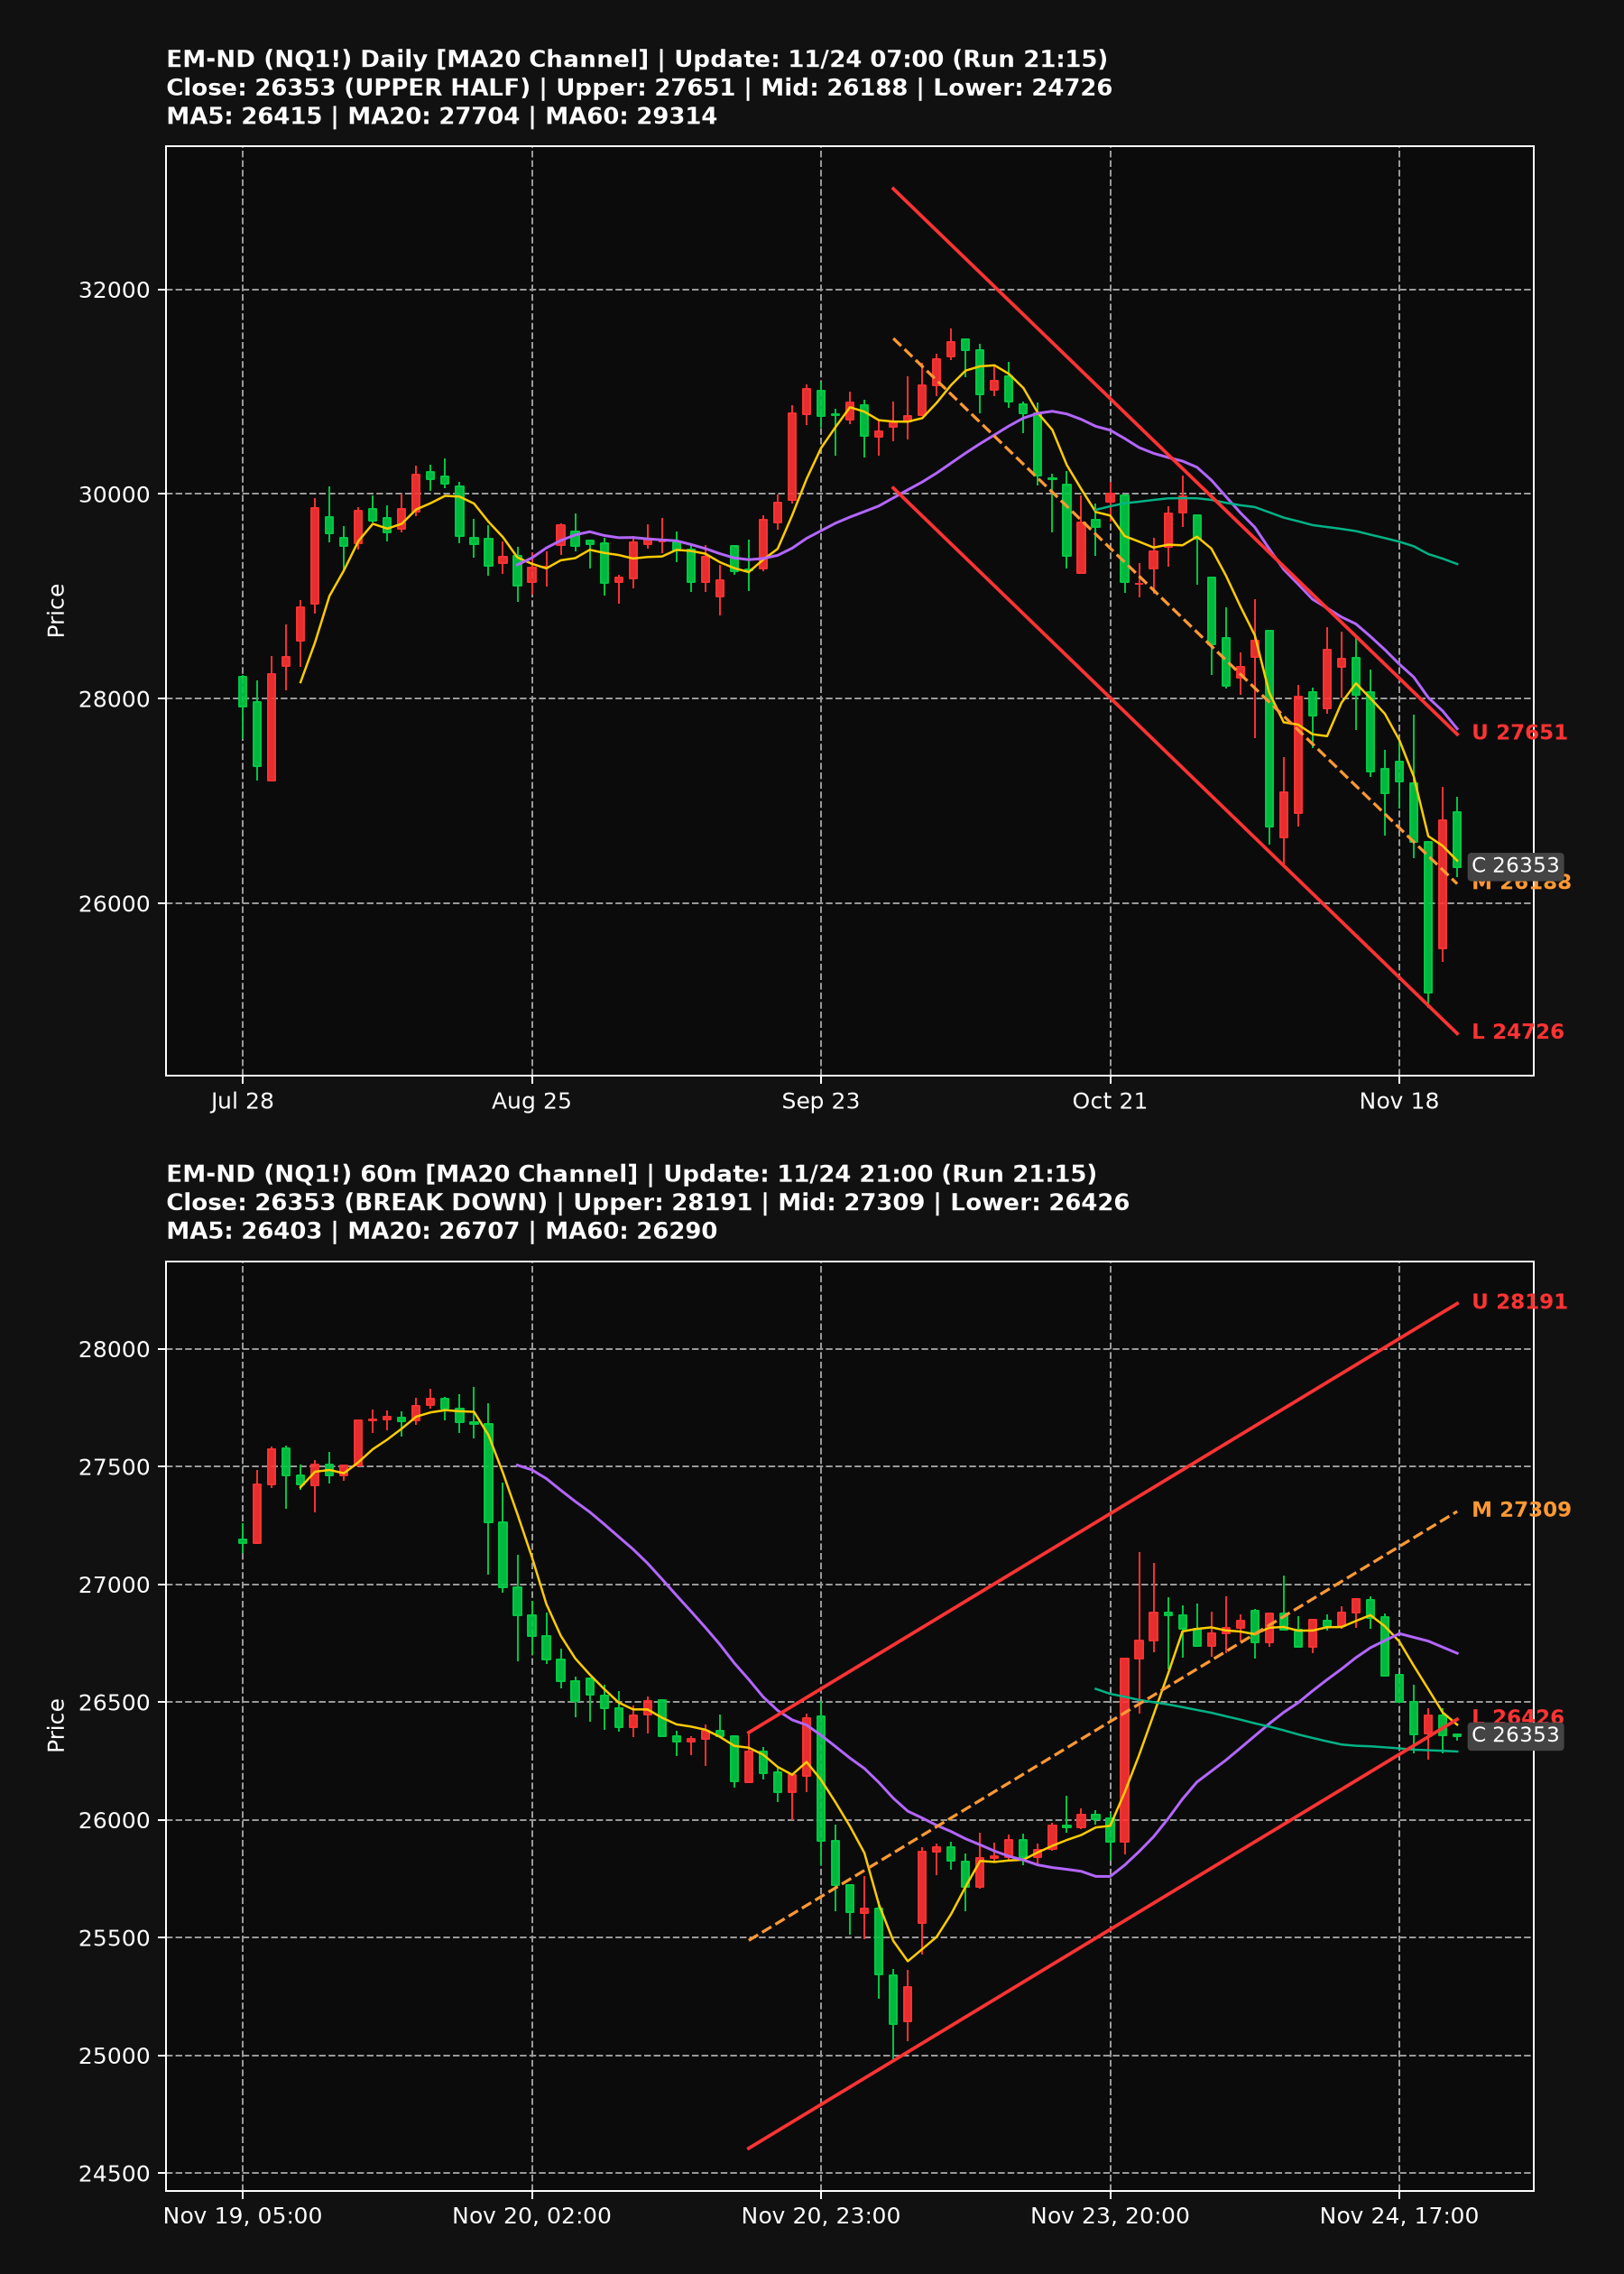 EM-ND (NQ1!) Daily [MA20 Channel] | Update: 11/24 07:00 (Run 21:15)
Close: 26353 (UPPER HALF) | Upper: 27651 | Mid: 26188 | Lower: 24726
MA5: 26415 | MA20: 27704 | MA60: 29314
32000
30000
28000
26000
Price
U 27651
C 26353
M 26188
L 24726
Jul 28
Aug 25
Sep 23
Oct 21
Nov 18
EM-ND (NQ1!) 60m [MA20 Channel] | Update: 11/24 21:00 (Run 21:15)
Close: 26353 (BREAK DOWN) | Upper: 28191 | Mid: 27309 | Lower: 26426
MA5: 26403 | MA20: 26707 | MA60: 26290
28000
27500
27000
26500
26000
25500
25000
24500
Price
U 28191
M 27309
L 26426
C 26353
Nov 19, 05:00
Nov 20, 02:00
Nov 20, 23:00
Nov 23, 20:00
Nov 24, 17:00